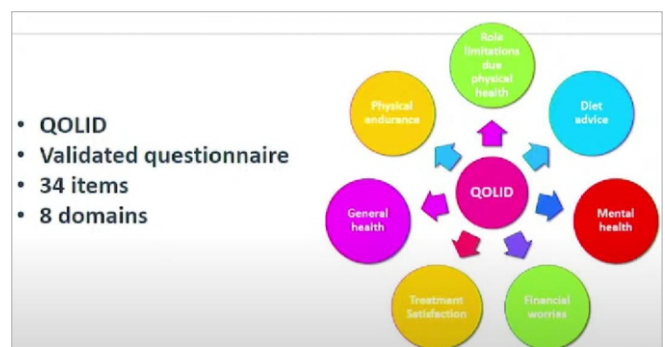 • QOLID
• Validated questionnaire
• 34 items
• 8 domains
Role
limitations
due
physical
health
Physical
endurance
Diet
advice
QOLID
General
health
Mental
health
Treatment
Satisfaction
Financial
worries